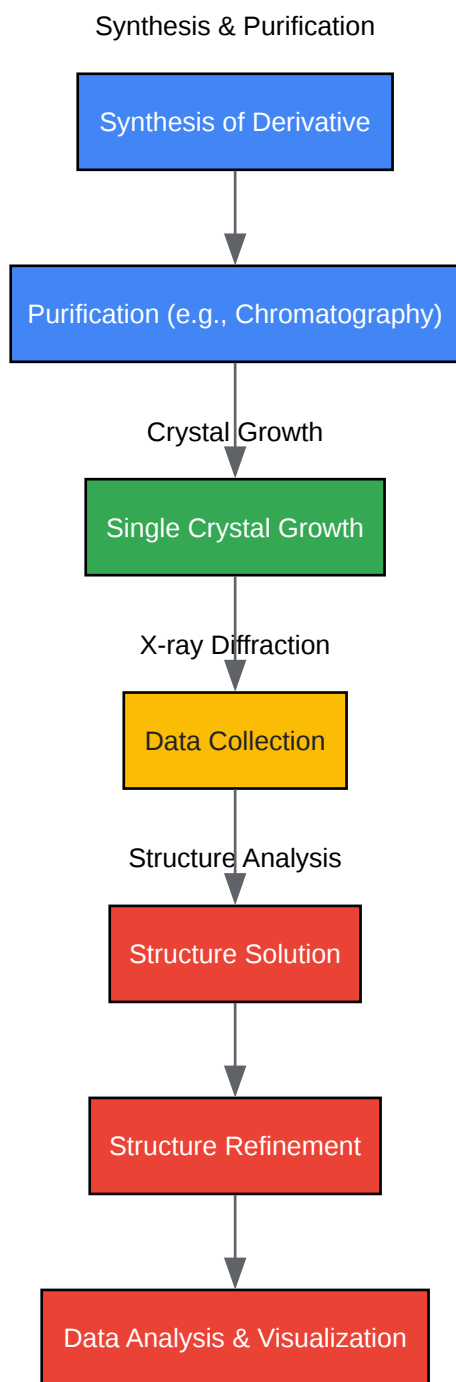 Synthesis & Purification
Synthesis of Derivative
Purification (e.g., Chromatography)
Crystal Growth
Single Crystal Growth
X-ray Diffraction
Data Collection
Structure Analysis
Structure Solution
Structure Refinement
Data Analysis & Visualization